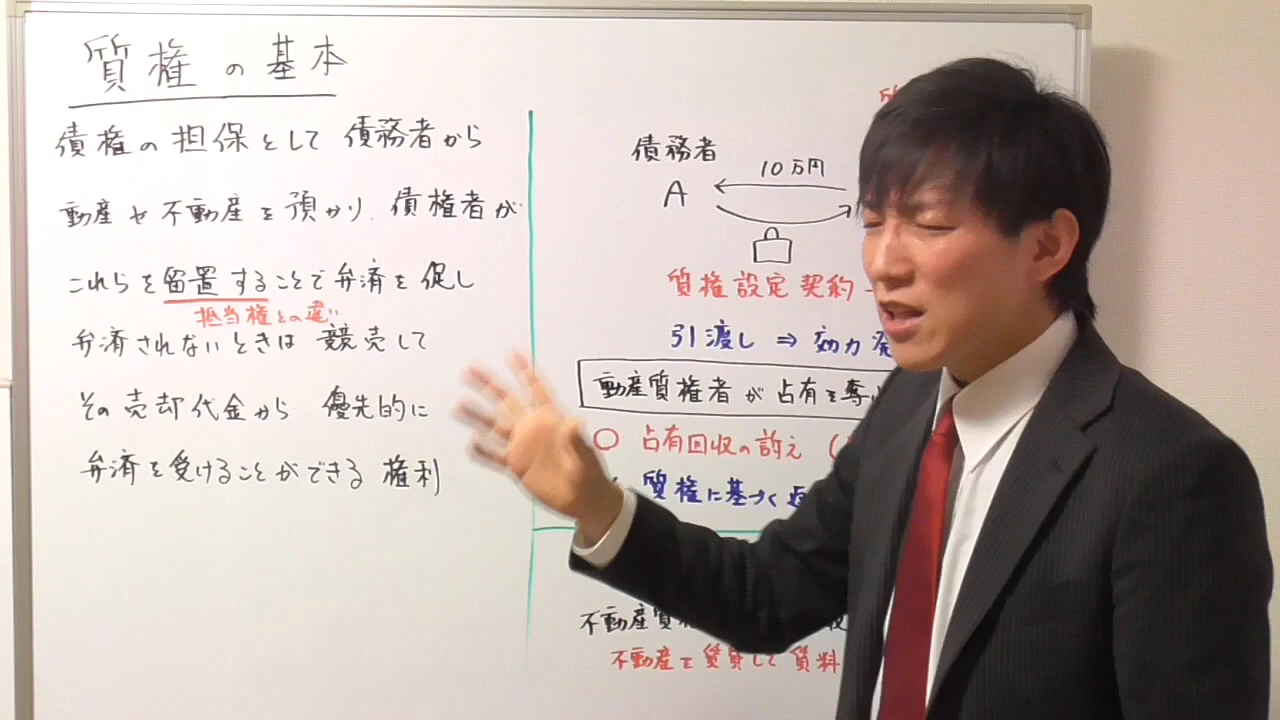 質権の基本
債権の担保として債務者から
動産や不動産を預かり、債権者が
これらを留置することで弁済を促し
抵当権との違い
弁済されないときは競売して
その売却代金から優先的に
弁済を受けることができる権利
債務者
10万円
A
質権設定契約
引渡し ⇒ 効力
動産質権者が占有を奪
○ 占有回収の訴え (
質権に基づく
不動産質
不動産を賃貸して賃料